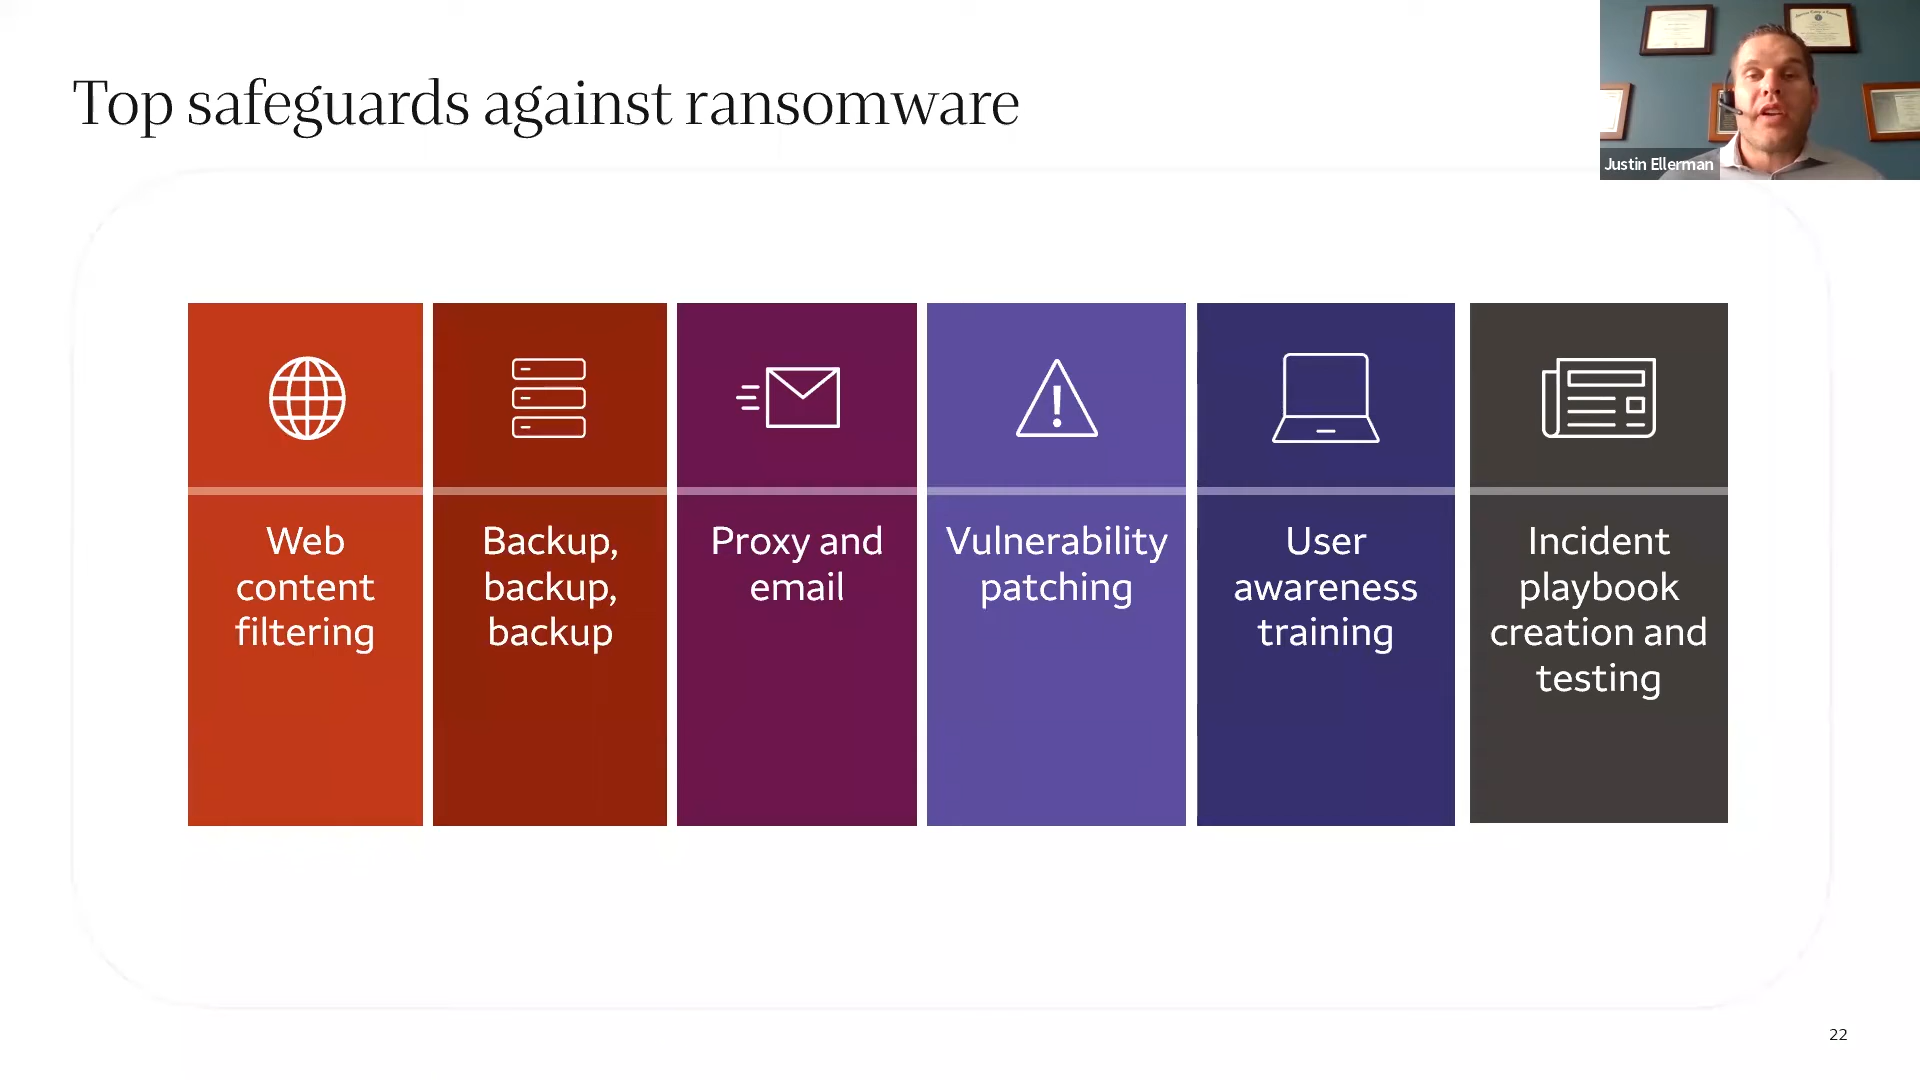 Top safeguards against ransomware
Justin Ellerman
Web
content
filtering
Backup,
backup,
backup
Proxy and
email
Vulnerability
patching
User
awareness
training
Incident
playbook
creation and
testing
22